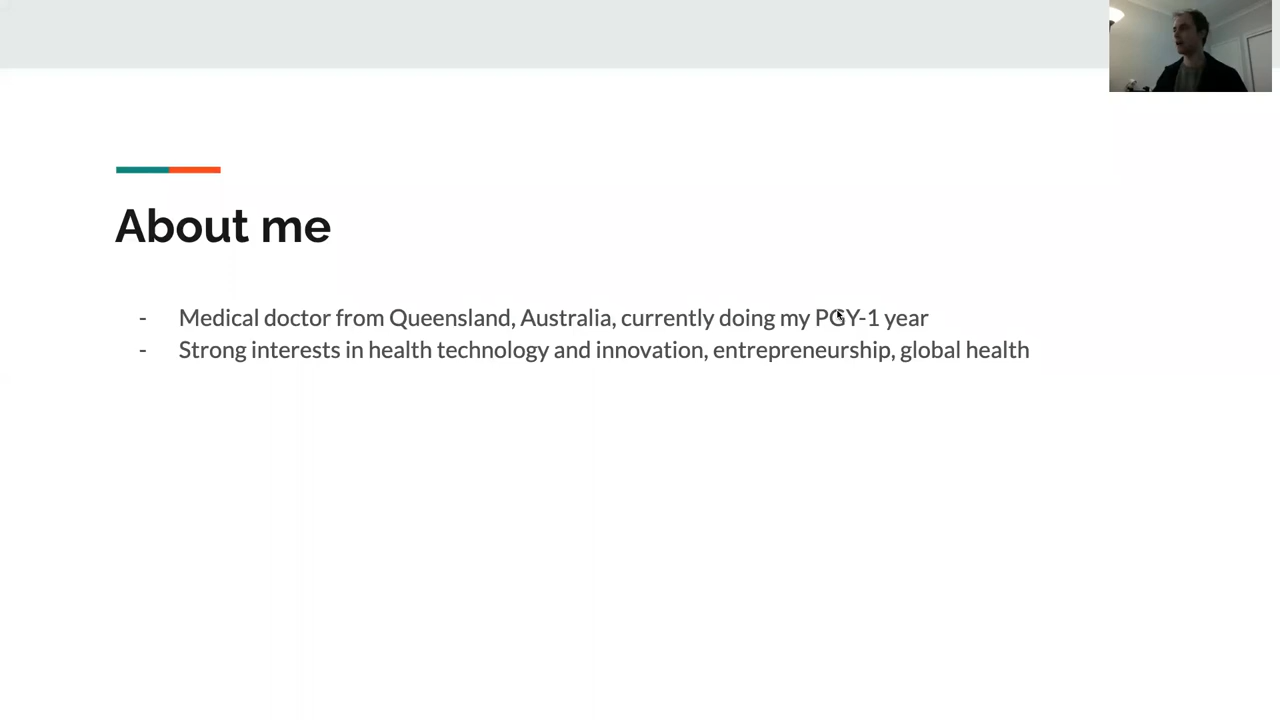 About me
- Medical doctor from Queensland, Australia, currently doing my PGY-1 year
- Strong interests in health technology and innovation, entrepreneurship, global health